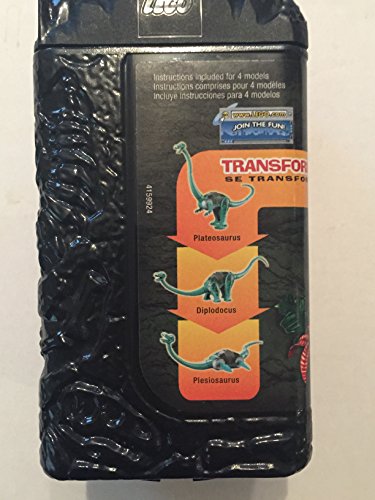 LEGO
Instructions included for 4 models
Instructions comprises pour 4 modèles
Incluye instrucciones para 4 modelos
www.LEGO.com
JOIN THE FUN!
TRANSFOR
SE TRANSFO
4159924
Plateosaurus
Diplodocus
Plesiosaurus